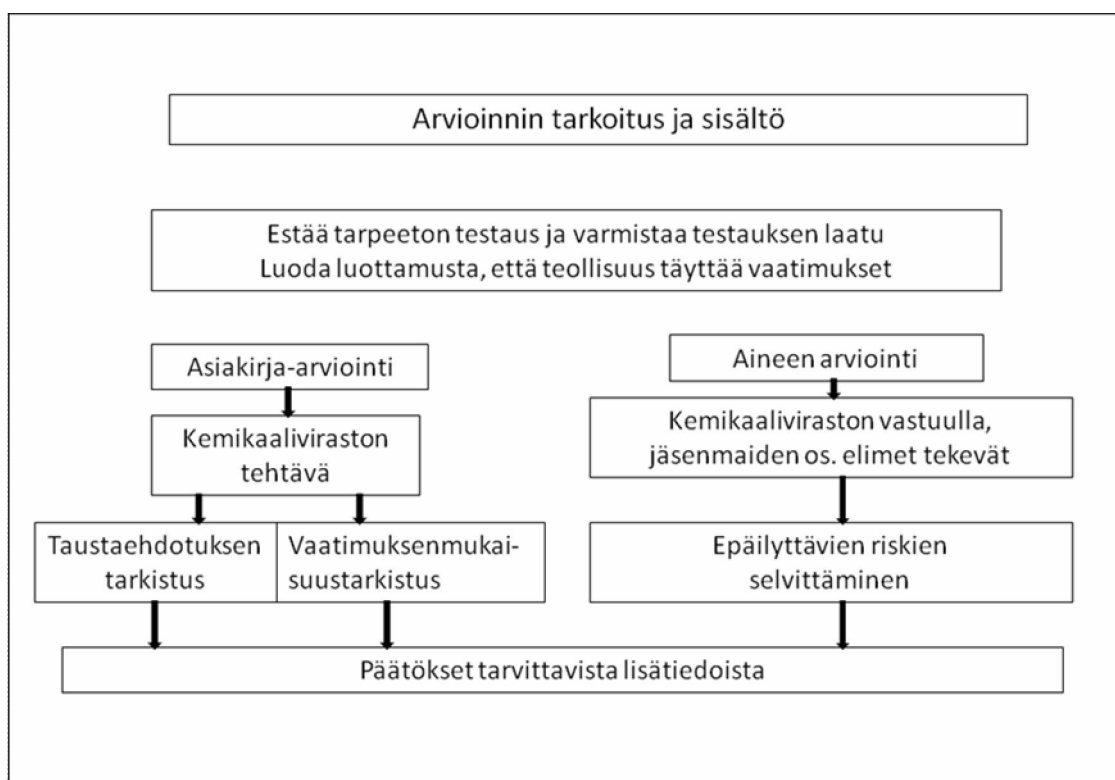 Arvioinnin tarkoitus ja sisältö
Estää tarpeeton testaus ja varmistaa testauksen laatu
Luoda luottamusta, että teollisuus täyttää vaatimukset
Asiakirja-arviointi
Kemikaaliviraston
tehtävä
Taustaehdotuksen
tarkistus
Vaatimuksenmukai-
suustarkistus
Aineen arviointi
Kemikaaliviraston vastuulla,
jäsenmaiden os. elimet tekevät
Epäilyttävien riskien
selvittäminen
Päätökset tarvittavista lisätiedoista